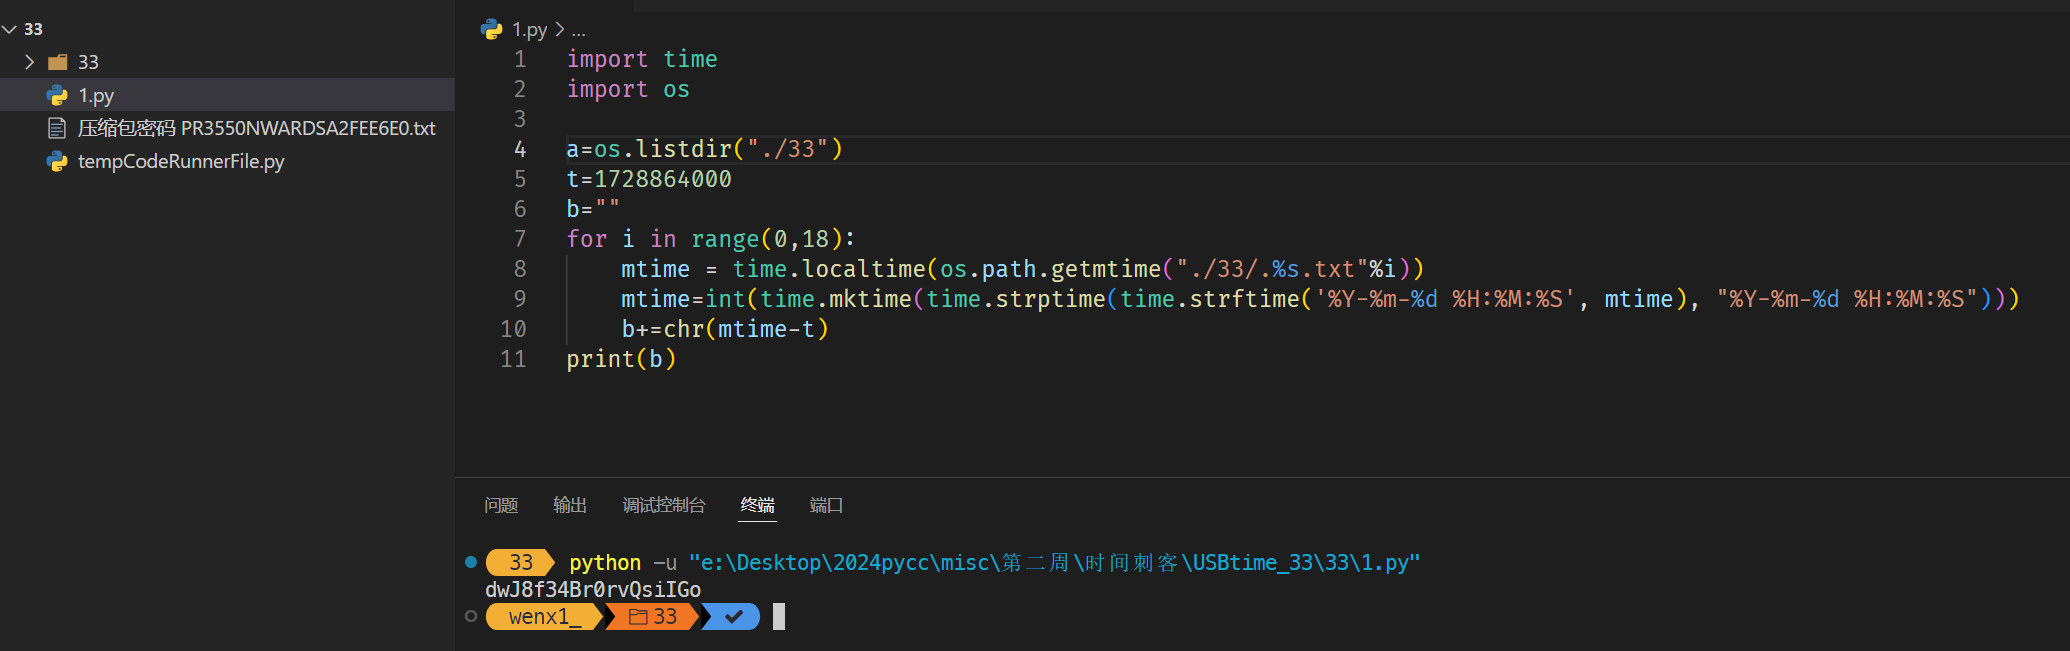 33
33
1.py
压缩包密码 PR3550NWARDSA2FEE6E0.txt
tempCodeRunnerFile.py
1.py > ...
1 import time
2 import os
3
4 a=os.listdir("./33")
5 t=1728864000
6 b=""
7 for i in range(0,18):
8 mtime = time.localtime(os.path.getmtime("./33/.%s.txt"%i))
9 mtime=int(time.mktime(time.strptime(time.strftime('%Y-%m-%d %H:%M:%S', mtime), "%Y-%m-%d %H:%M:%S")))
10 b+=chr(mtime-t)
11 print(b)
问题 输出 调试控制台 终端 端口
33 python -u "e:\Desktop\2024pycc\misc\第二周\时间刺客\USBtime_33\33\1.py"
dwJ8f34Br0rvQsiIGo
wenx1_ 33